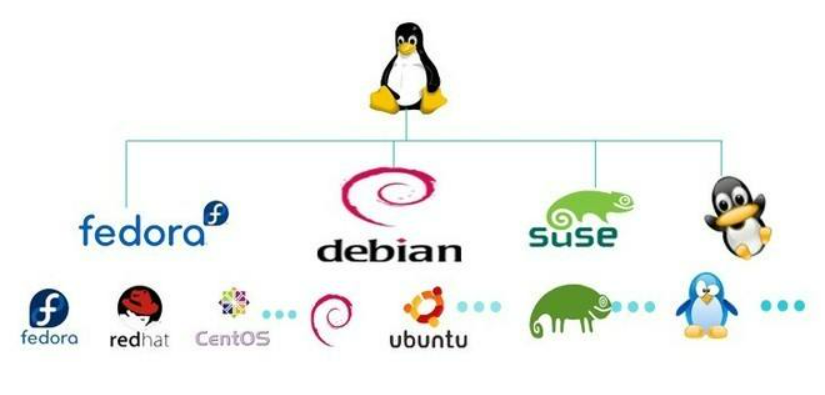 fedora
debian
suse
fedora
redhat
CentOS
ubuntu